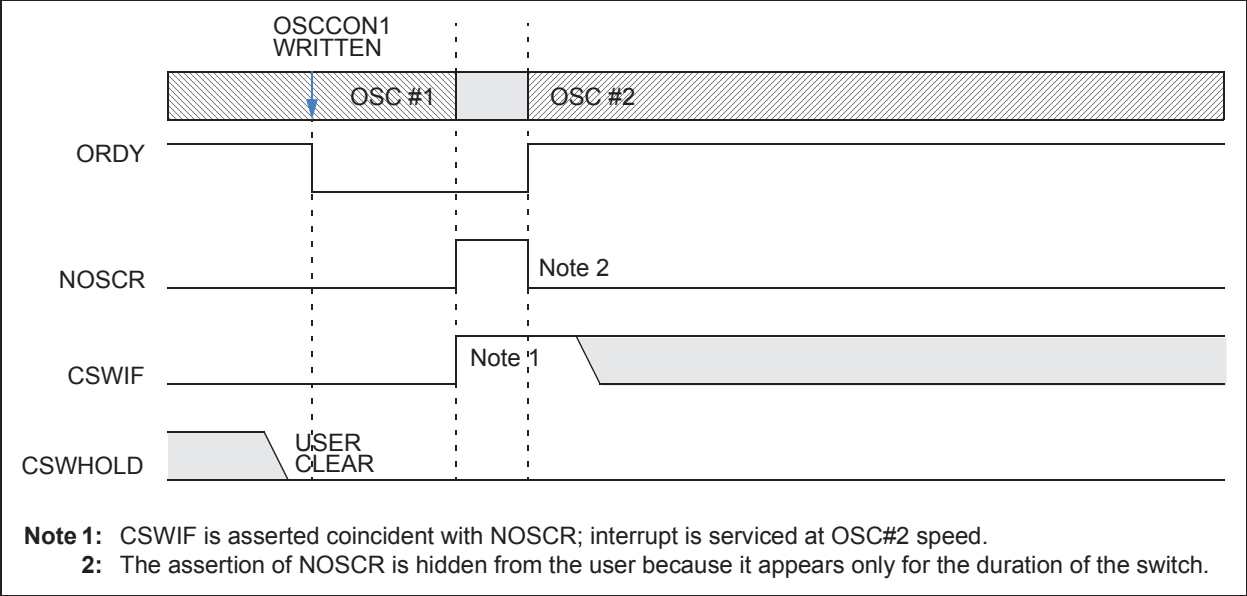 OSCCON1
WRITTEN
OSC #1
OSC #2
ORDY
NOSCR
Note 2
CSWIF
Note 1
CSWHOLD
USER
CLEAR
Note 1: CSWIF is asserted coincident with NOSCR; interrupt is serviced at OSC#2 speed.
2: The assertion of NOSCR is hidden from the user because it appears only for the duration of the switch.